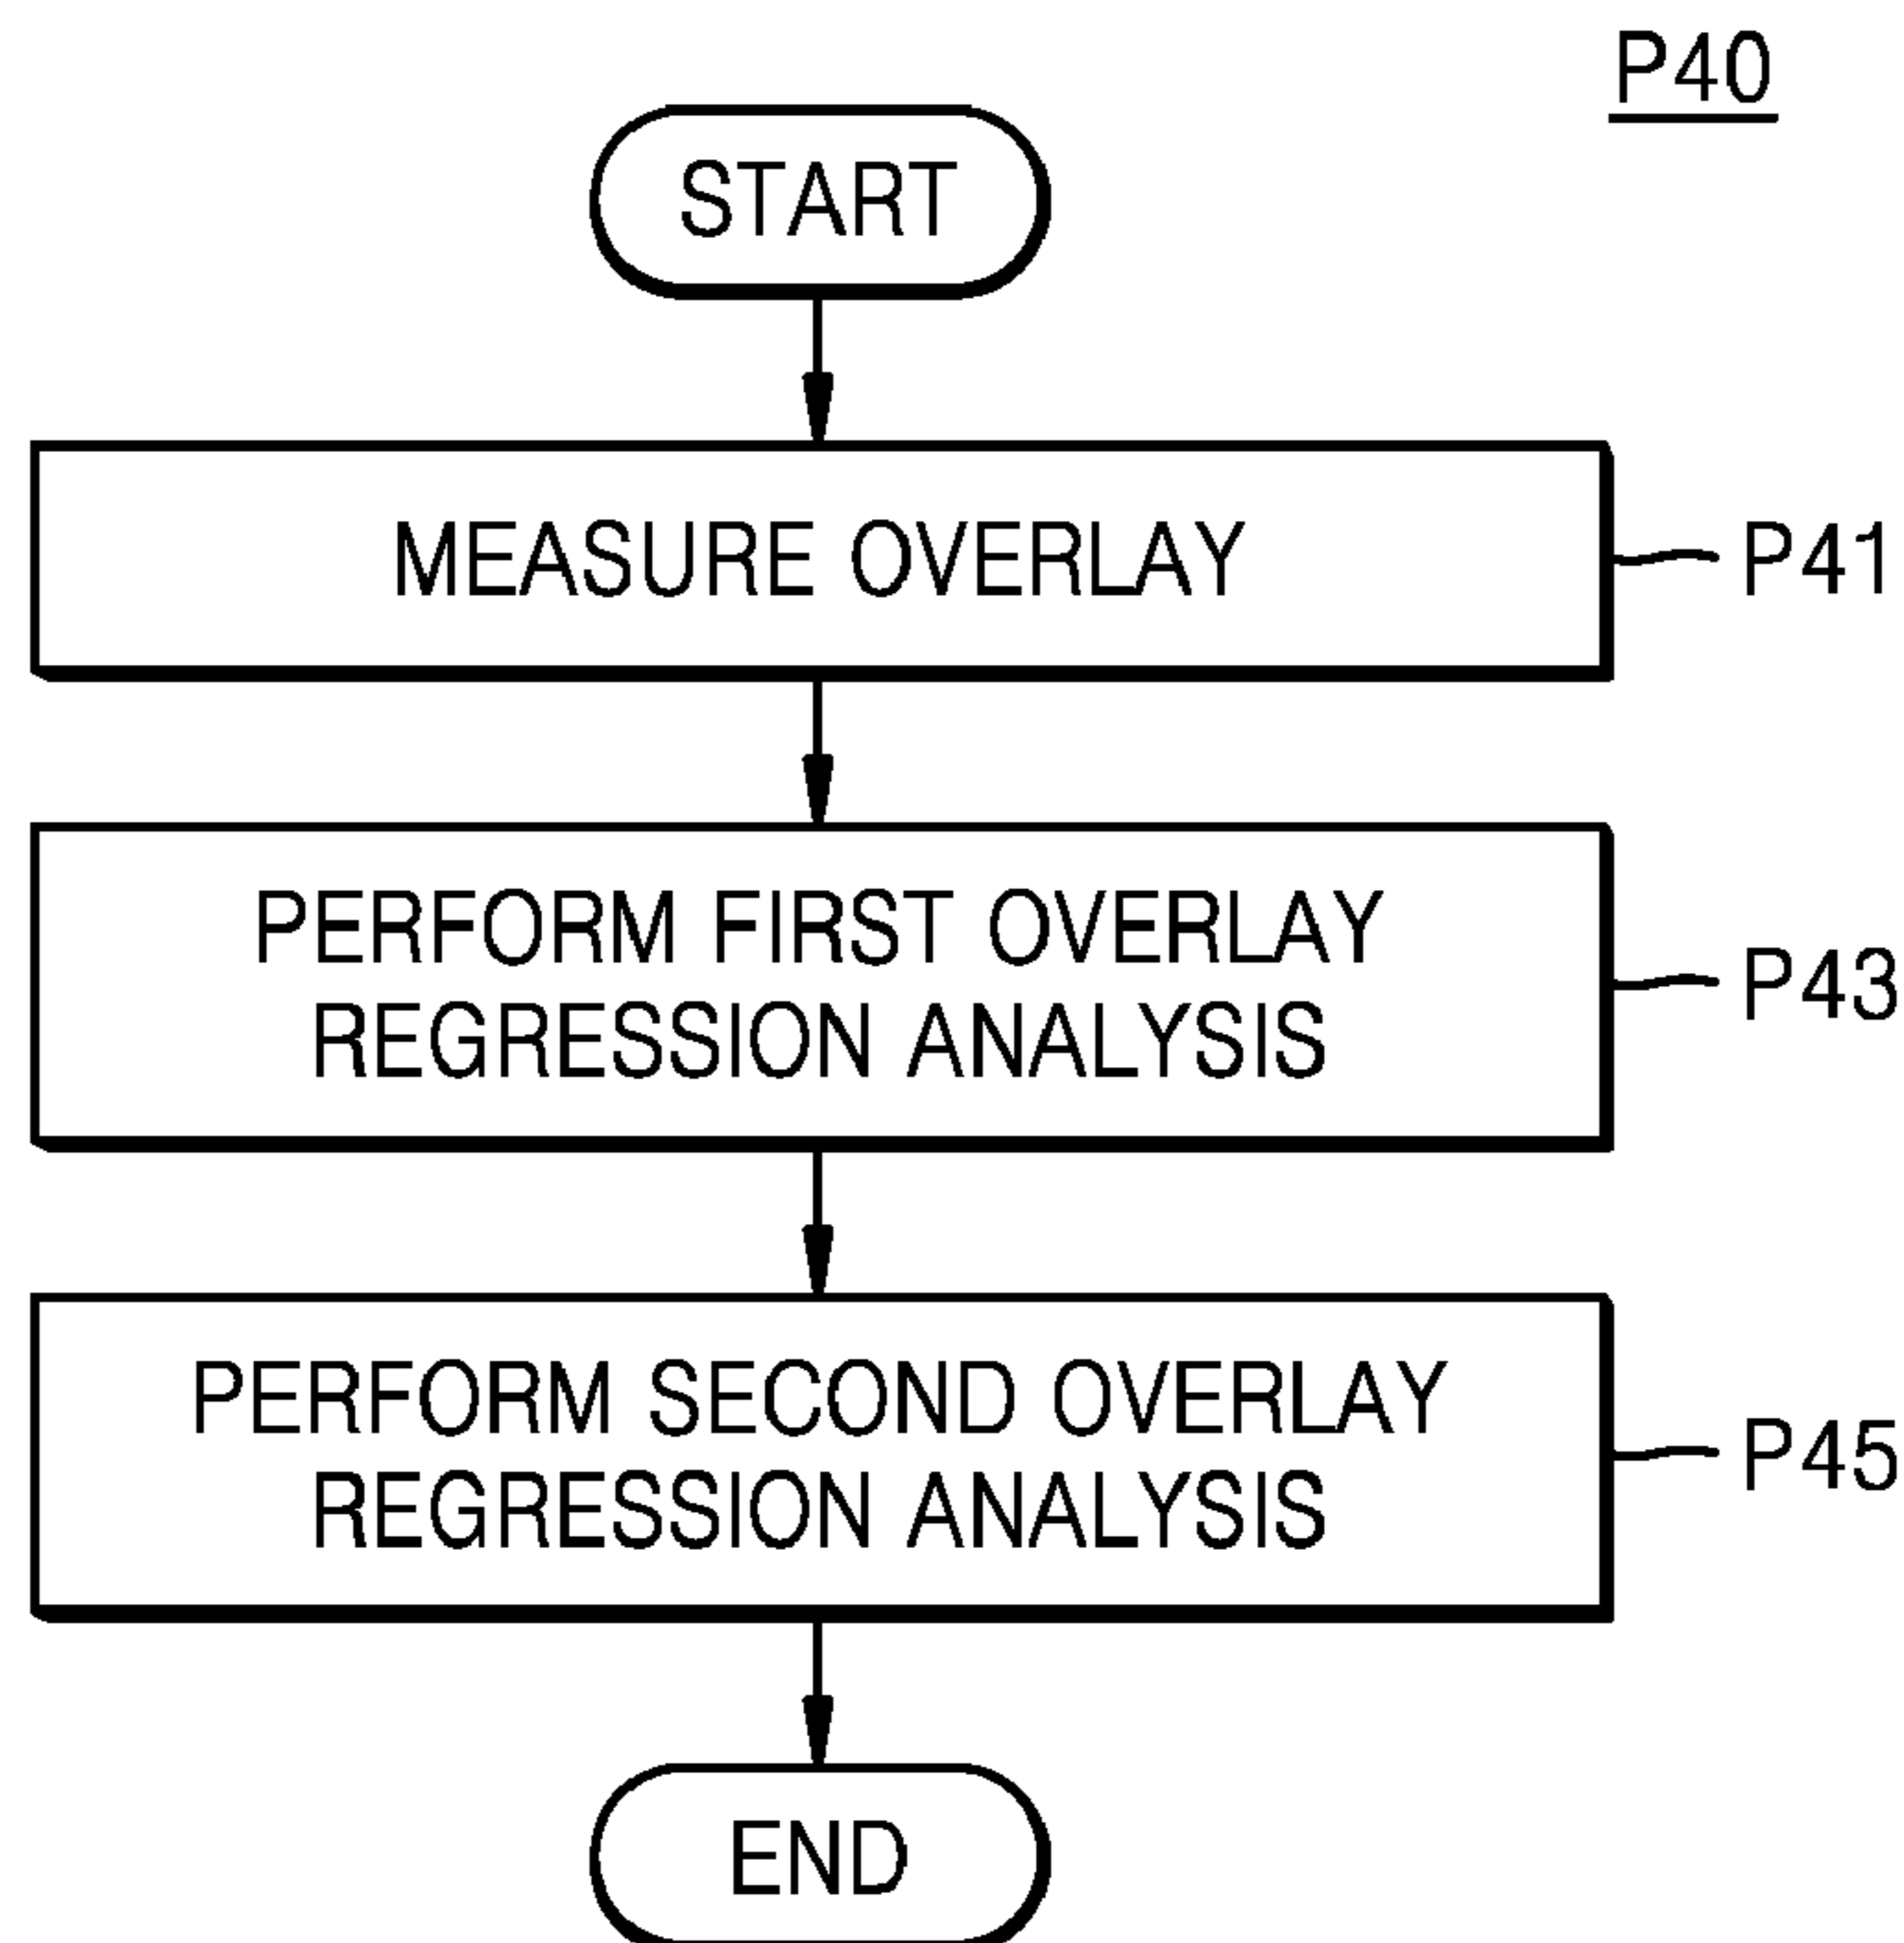 P40
START
MEASURE OVERLAY
P41
PERFORM FIRST OVERLAY
REGRESSION ANALYSIS
P43
PERFORM SECOND OVERLAY
REGRESSION ANALYSIS
P45
END